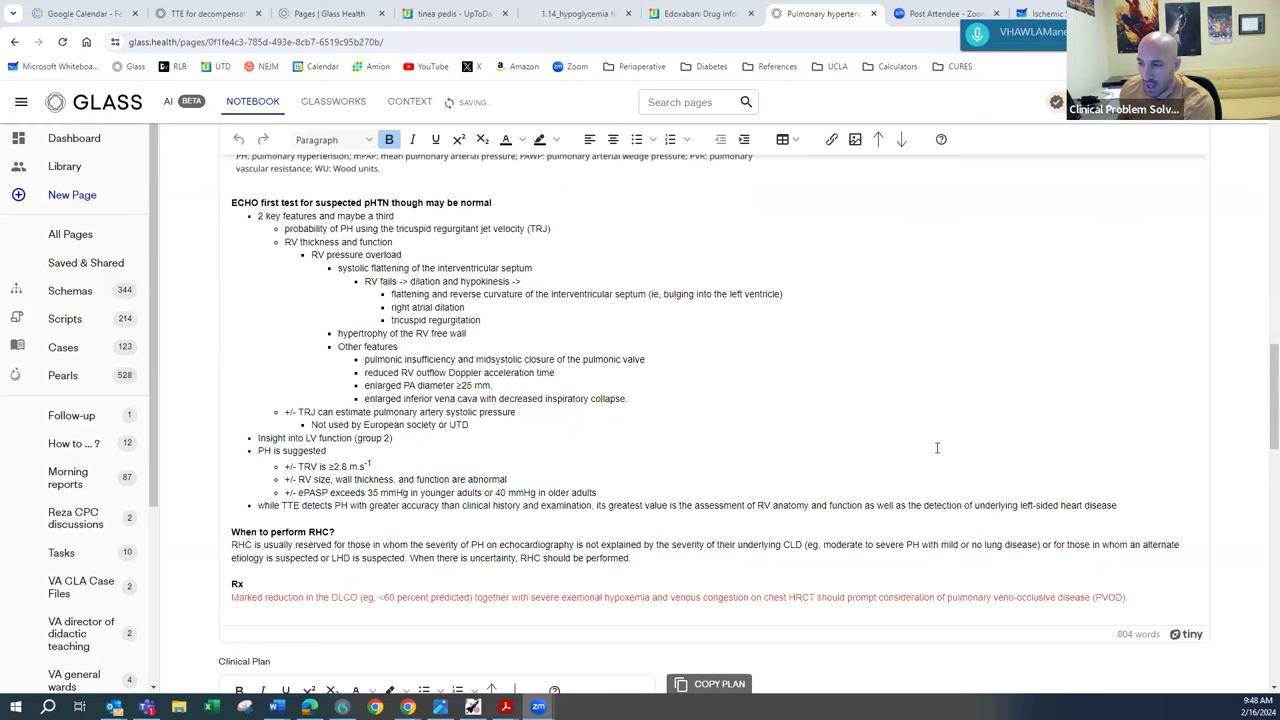 Google Calendar -
TTE for decompensat
Pages | Glass Health
tinea pedis - UpToDa
1.14_hypoglycemia f
Edoxaban: Drug infor
Pulmonary hypertens
Post Attendee - Zoom
Ischemic S
glass.health/pages/0f1fe4c3-785d-493e-8cb7-
270b/
VHAWLAMane
Microsoft Whiteboa...
Glass
RLR
UTD
NEJM
Calendar
Amion
YouTube
X
Amazon
Zoom
Perioperative
Diabetes
References
UCLA
Calculators
CURES
GLASS
AI BETA
NOTEBOOK
GLASSWORKS
CONTEXT
SAVING...
Search pages
Clinical Problem Solv...
Dashboard
Library
New Page
All Pages
Saved & Shared
Schemas 344
Scripts 214
Cases 123
Pearls 528
Follow-up 1
How to ... ? 12
Morning reports 27
Reza CPC discussions 2
Tasks 10
VA GLA Case Files 2
VA director of didactic teaching 2
VA general wards 4
Paragraph
PH: pulmonary hypertension; mPAP: mean pulmonary arterial pressure; PAWP: pulmonary arterial wedge pressure; PVR: pulmonary
vascular resistance; WU: Wood units.
ECHO first test for suspected pHTN though may be normal
2 key features and maybe a third
probability of PH using the tricuspid regurgitant jet velocity (TRJ)
RV thickness and function
RV pressure overload
systolic flattening of the interventricular septum
RV fails -> dilation and hypokinesis ->
flattening and reverse curvature of the interventricular septum (ie, bulging into the left ventricle)
right atrial dilation
tricuspid regurgitation
hypertrophy of the RV free wall
Other features
pulmonic insufficiency and midsystolic closure of the pulmonic valve
reduced RV outflow Doppler acceleration time
enlarged PA diameter ≥25 mm,
enlarged inferior vena cava with decreased inspiratory collapse.
+/- TRJ can estimate pulmonary artery systolic pressure
Not used by European society or UTD
Insight into LV function (group 2)
PH is suggested
+/- TRV is ≥2.8 m.s-1
+/- RV size, wall thickness, and function are abnormal
+/- ePASP exceeds 35 mmHg in younger adults or 40 mmHg in older adults
while TTE detects PH with greater accuracy than clinical history and examination, its greatest value is the assessment of RV anatomy and function as well as the detection of underlying left-sided heart disease
When to perform RHC?
RHC is usually reserved for those in whom the severity of PH on echocardiography is not explained by the severity of their underlying CLD (eg, moderate to severe PH with mild or no lung disease) or for those in whom an alternate
etiology is suspected or LHD is suspected. When there is uncertainty, RHC should be performed.
Rx
Marked reduction in the DLCO (eg, <60 percent predicted) together with severe exertional hypoxemia and venous congestion on chest HRCT should prompt consideration of pulmonary veno-occlusive disease (PVOD).
804 words
tiny
Clinical Plan
COPY PLAN
9:48 AM
2/16/2024